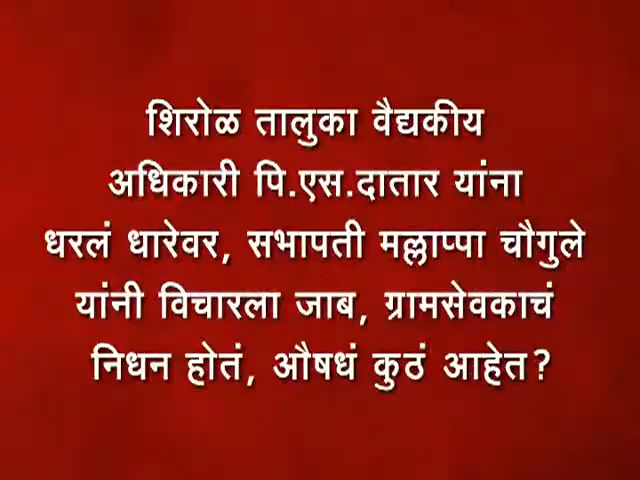 शिरोळ तालुका वैद्यकीय
अधिकारी पि.एस.दातार यांना
धरलं धारेवर, सभापती मल्लाप्पा चौगुले
यांनी विचारला जाब, ग्रामसेवकाचं
निधन होतं, औषधं कुठं आहेत?